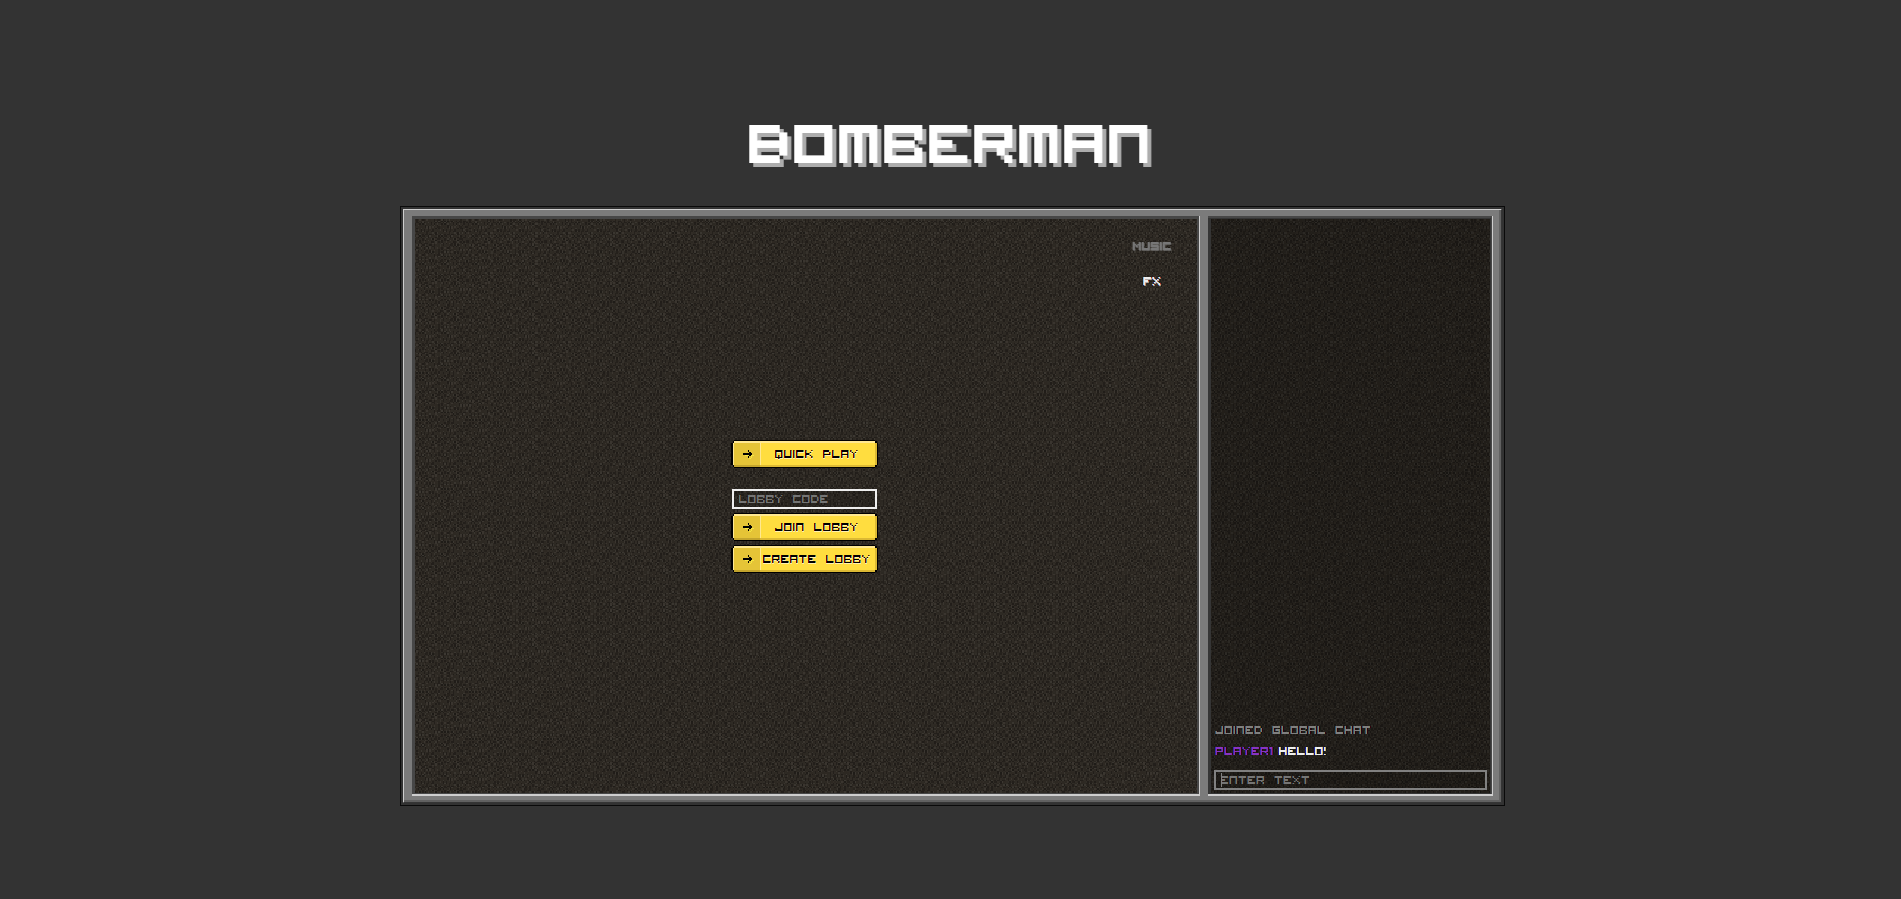 BOMBERMAN
MUSIC
FX
QUICK PLAY
LOBBY CODE
JOIN LOBBY
CREATE LOBBY
JOINED GLOBAL CHAT
PLAYER1 HELLO!
ENTER TEXT